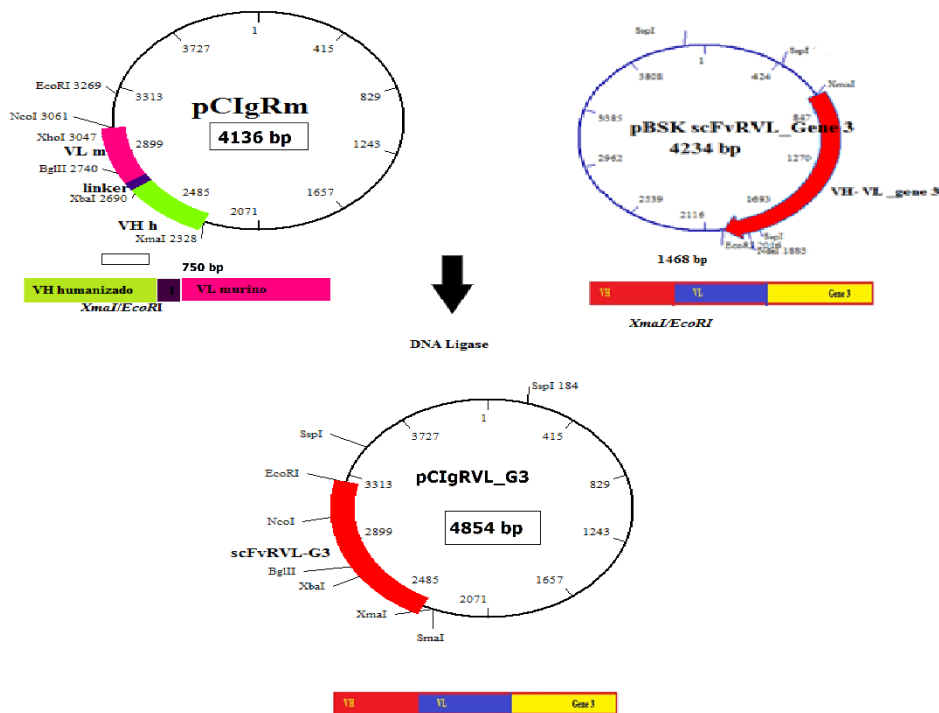 1
415
829
1243
1657
2071
2485
2899
3313
3727
EcoRI 3269
NcoI 3061
XhoI 3047
VL m
BglII 2740
linker
XbaI 2690
VH h
XmaI 2328
pCIgRm
4136 bp
750 bp
VH humanizado
VL murino
XmaI/EcoRI
SspI
1
SspI
424
XmaI
847
1270
1693
2116
2539
2962
3385
3808
pBSK scFvRVL_Gene 3
4234 bp
VH- VL _gene 3
SspI
EcoRI 2016
NdeI 1883
1468 bp
VH
VL
Gene 3
XmaI/EcoRI
DNA Ligase
SspI 184
1
415
829
1243
1657
2071
2485
2899
3313
3727
SspI
EcoRI
NcoI
scFvRVL-G3
BglII
XbaI
XmaI
SmaI
pCIgRVL_G3
4854 bp
VH
VL
Gene 3